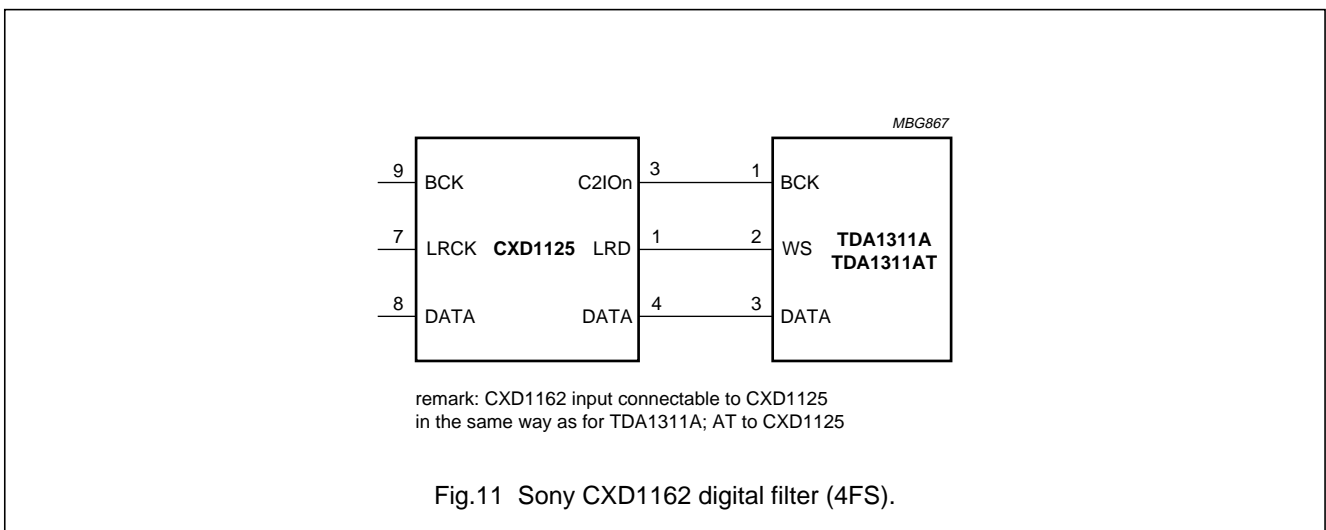 MBG867
9 BCK C2IOn 3 1 BCK
7 LRCK CXD1125 LRD 1 2 WS TDA1311A
TDA1311AT
8 DATA DATA 4 3 DATA
remark: CXD1162 input connectable to CXD1125
in the same way as for TDA1311A; AT to CXD1125
Fig.11 Sony CXD1162 digital filter (4FS).